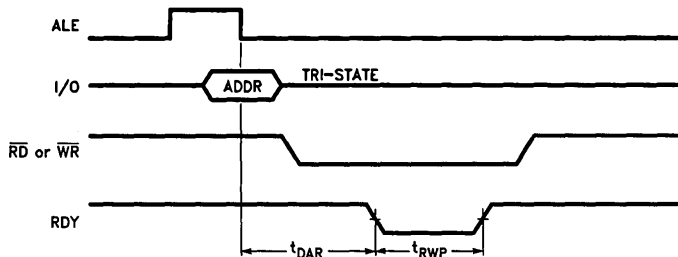 ALE
I/O
ADDR
TRI-STATE
RD or WR
RDY
tDAR
tRWP